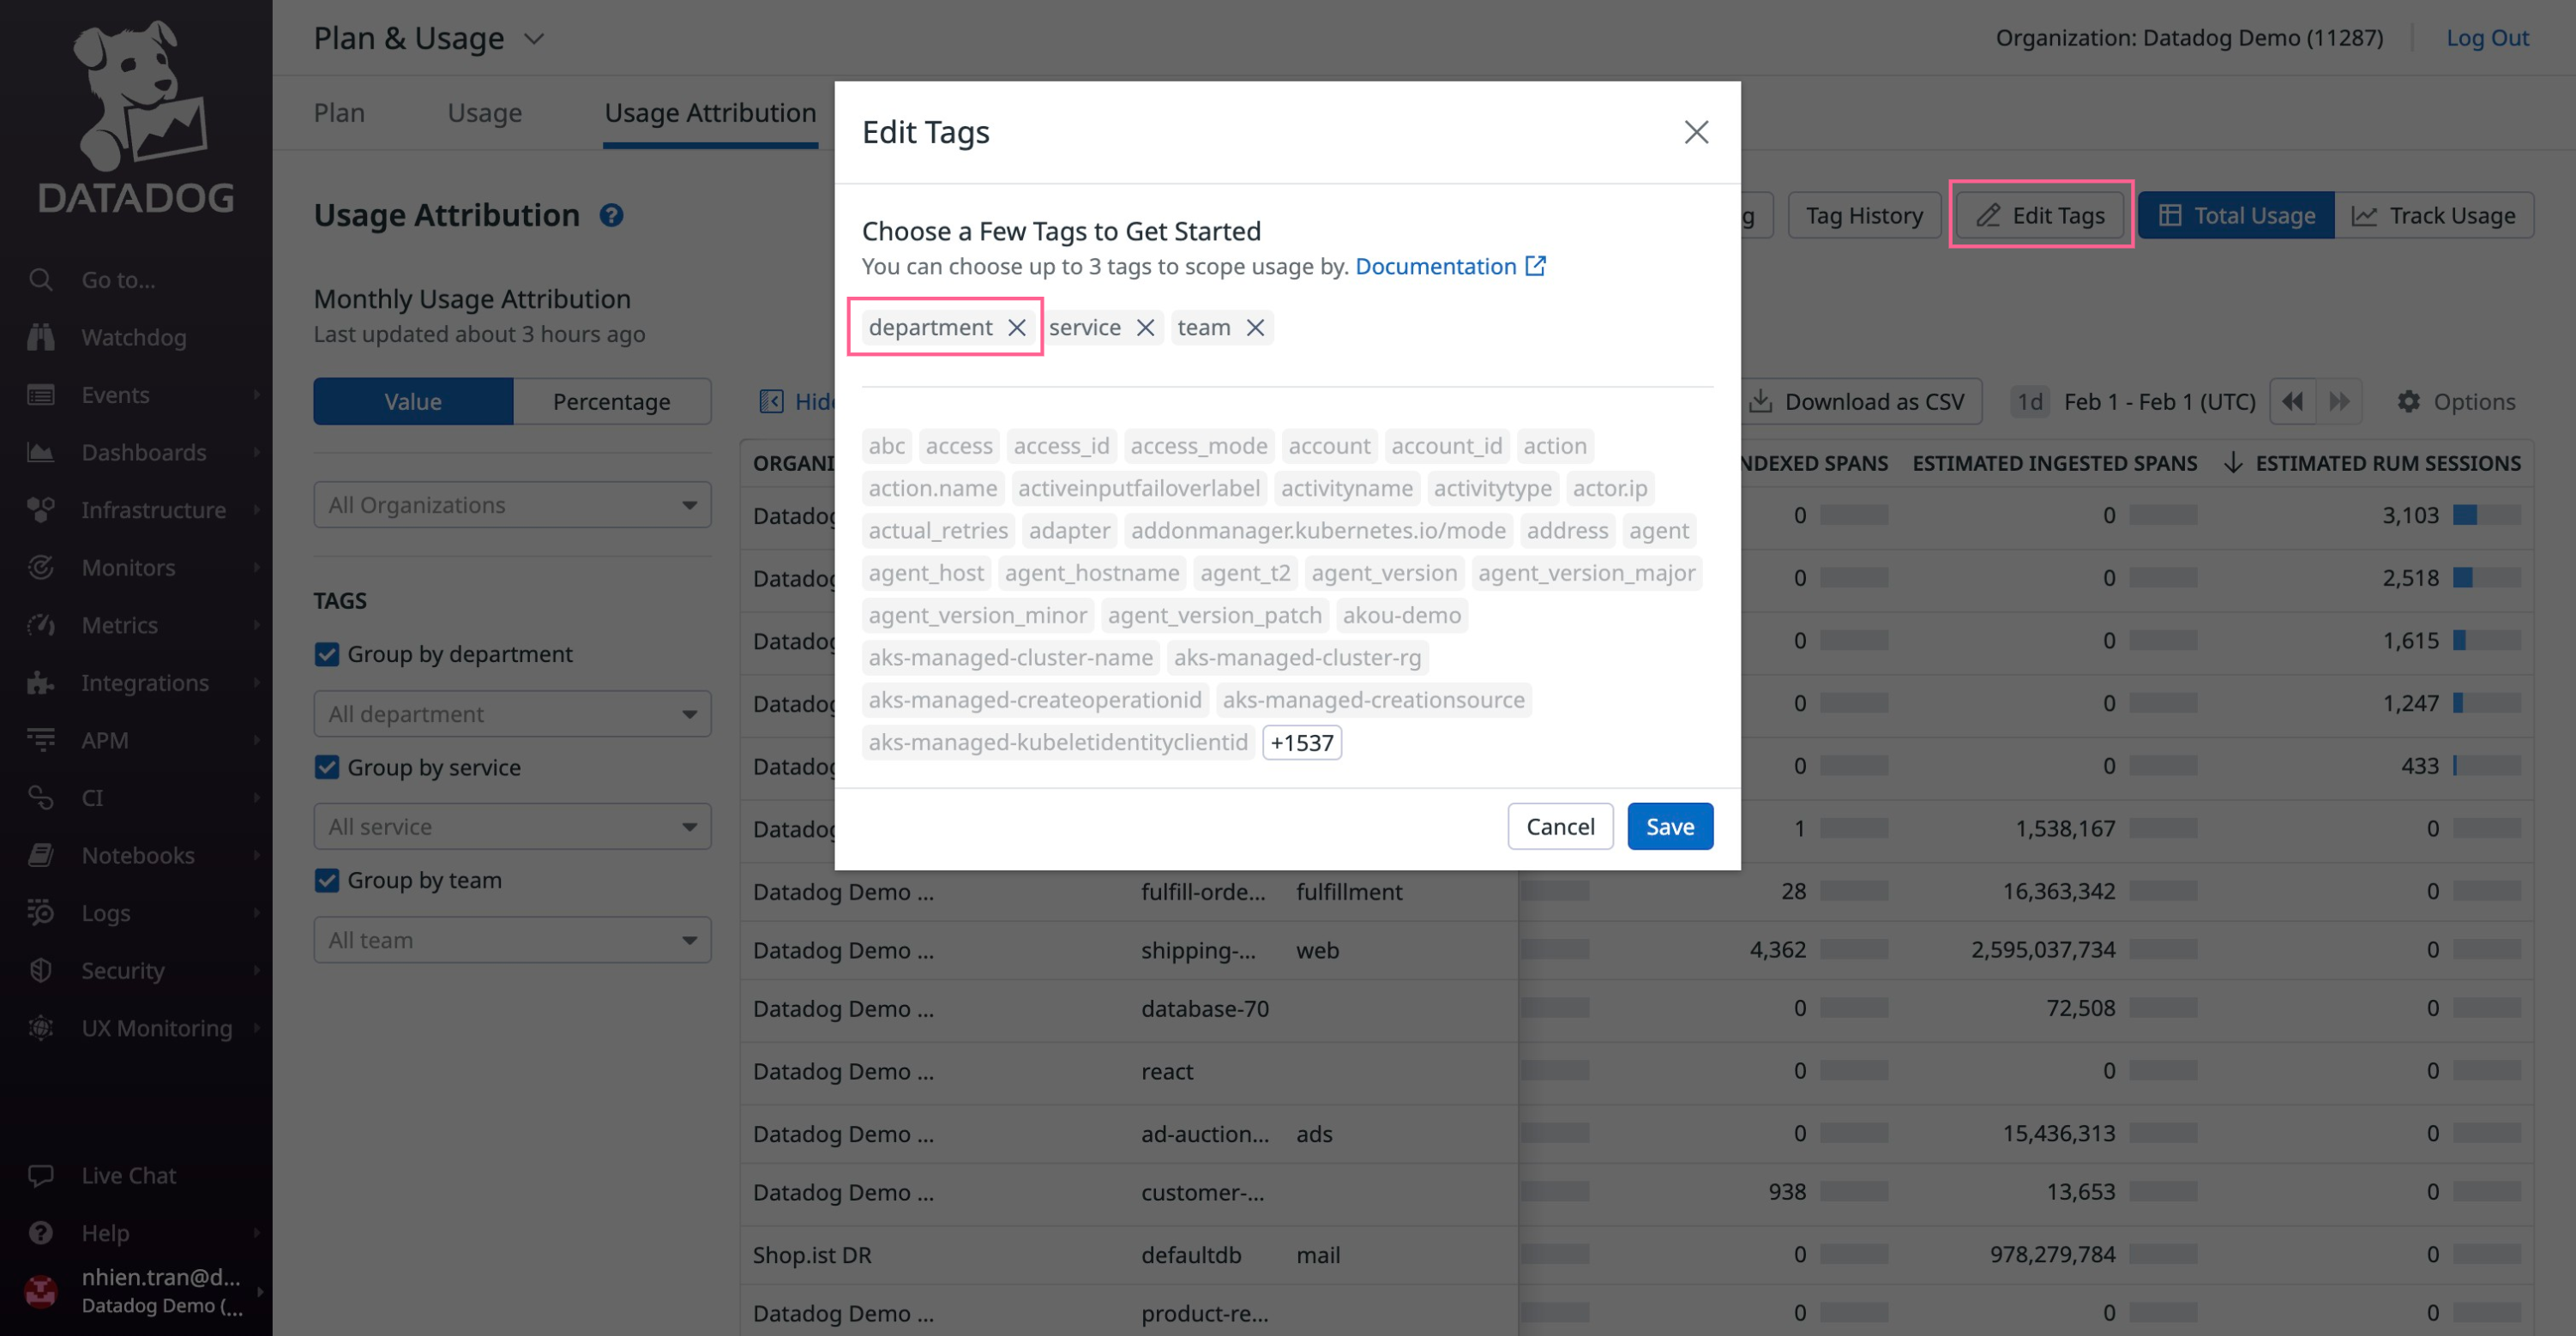 DATADOG
Go to...
Watchdog
Events
Dashboards
Infrastructure
Monitors
Metrics
Integrations
APM
CI
Notebooks
Logs
Security
UX Monitoring
Live Chat
Help
nhien.tran@d...
Datadog Demo (...
Plan & Usage
Organization: Datadog Demo (11287)
Log Out
Plan Usage Usage Attribution
Usage Attribution ?
g Tag History Edit Tags Total Usage Track Usage
Monthly Usage Attribution
Last updated about 3 hours ago
Value Percentage
All Organizations
TAGS
Group by department
All department
Group by service
All service
Group by team
All team
Edit Tags
Choose a Few Tags to Get Started
You can choose up to 3 tags to scope usage by. Documentation
department service team
abc access access_id access_mode account account_id action
action.name activeinputfailoverlabel activityname activitytype actor.ip
actual_retries adapter addonmanager.kubernetes.io/mode address agent
agent_host agent_hostname agent_t2 agent_version agent_version_major
agent_version_minor agent_version_patch akou-demo
aks-managed-cluster-name aks-managed-cluster-rg
aks-managed-createoperationid aks-managed-creationsource
aks-managed-kubeletidentityclientid +1537
Cancel Save
Hide
Download as CSV 1d Feb 1 - Feb 1 (UTC) Options
ORGANI NDEXED SPANS ESTIMATED INGESTED SPANS ESTIMATED RUM SESSIONS
Datadog 0 0 3,103
Datadog 0 0 2,518
Datadog 0 0 1,615
Datadog 0 0 1,247
Datadog 0 0 433
Datadog 1 1,538,167 0
Datadog Demo ... fulfill-orde... fulfillment 28 16,363,342 0
Datadog Demo ... shipping-... web 4,362 2,595,037,734 0
Datadog Demo ... database-70 0 72,508 0
Datadog Demo ... react 0 0 0
Datadog Demo ... ad-auction... ads 0 15,436,313 0
Datadog Demo ... customer-... 938 13,653 0
Shop.ist DR defaultdb mail 0 978,279,784 0
Datadog Demo ... product-re... 0 0 0